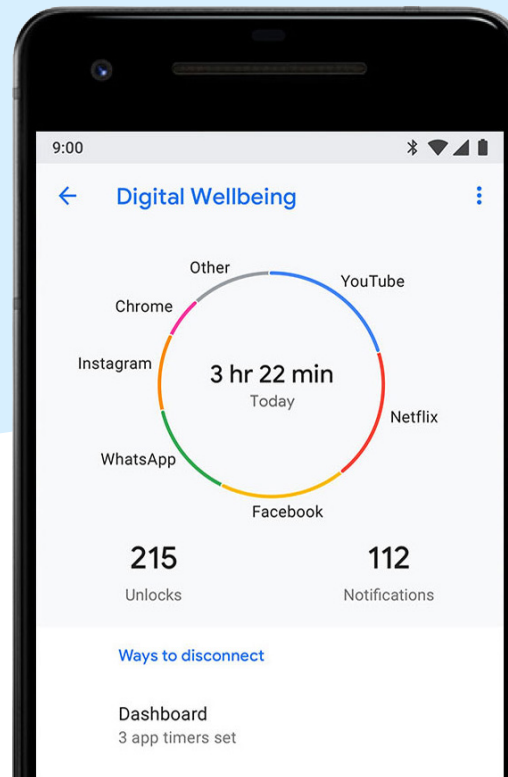 9:00
Digital Wellbeing
Other
YouTube
Chrome
Instagram
3 hr 22 min
Today
Netflix
WhatsApp
Facebook
215
112
Unlocks
Notifications
Ways to disconnect
Dashboard
3 app timers set